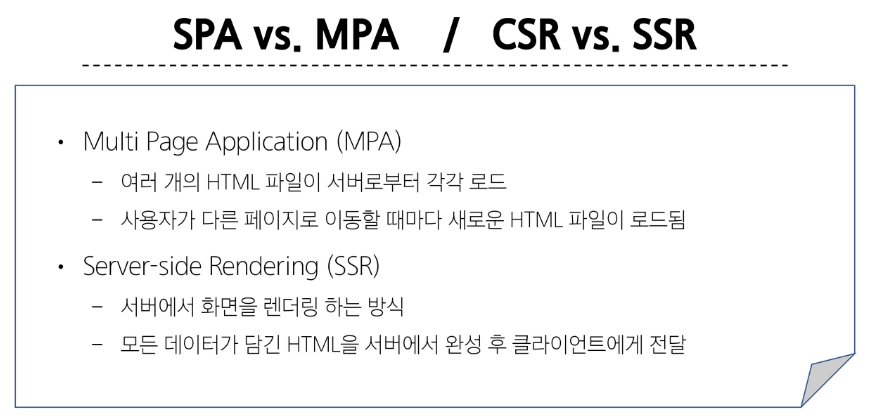 SPA vs. MPA / CSR vs. SSR
• Multi Page Application (MPA)
– 여러 개의 HTML 파일이 서버로부터 각각 로드
– 사용자가 다른 페이지로 이동할 때마다 새로운 HTML 파일이 로드됨
• Server-side Rendering (SSR)
– 서버에서 화면을 렌더링 하는 방식
– 모든 데이터가 담긴 HTML을 서버에서 완성 후 클라이언트에게 전달